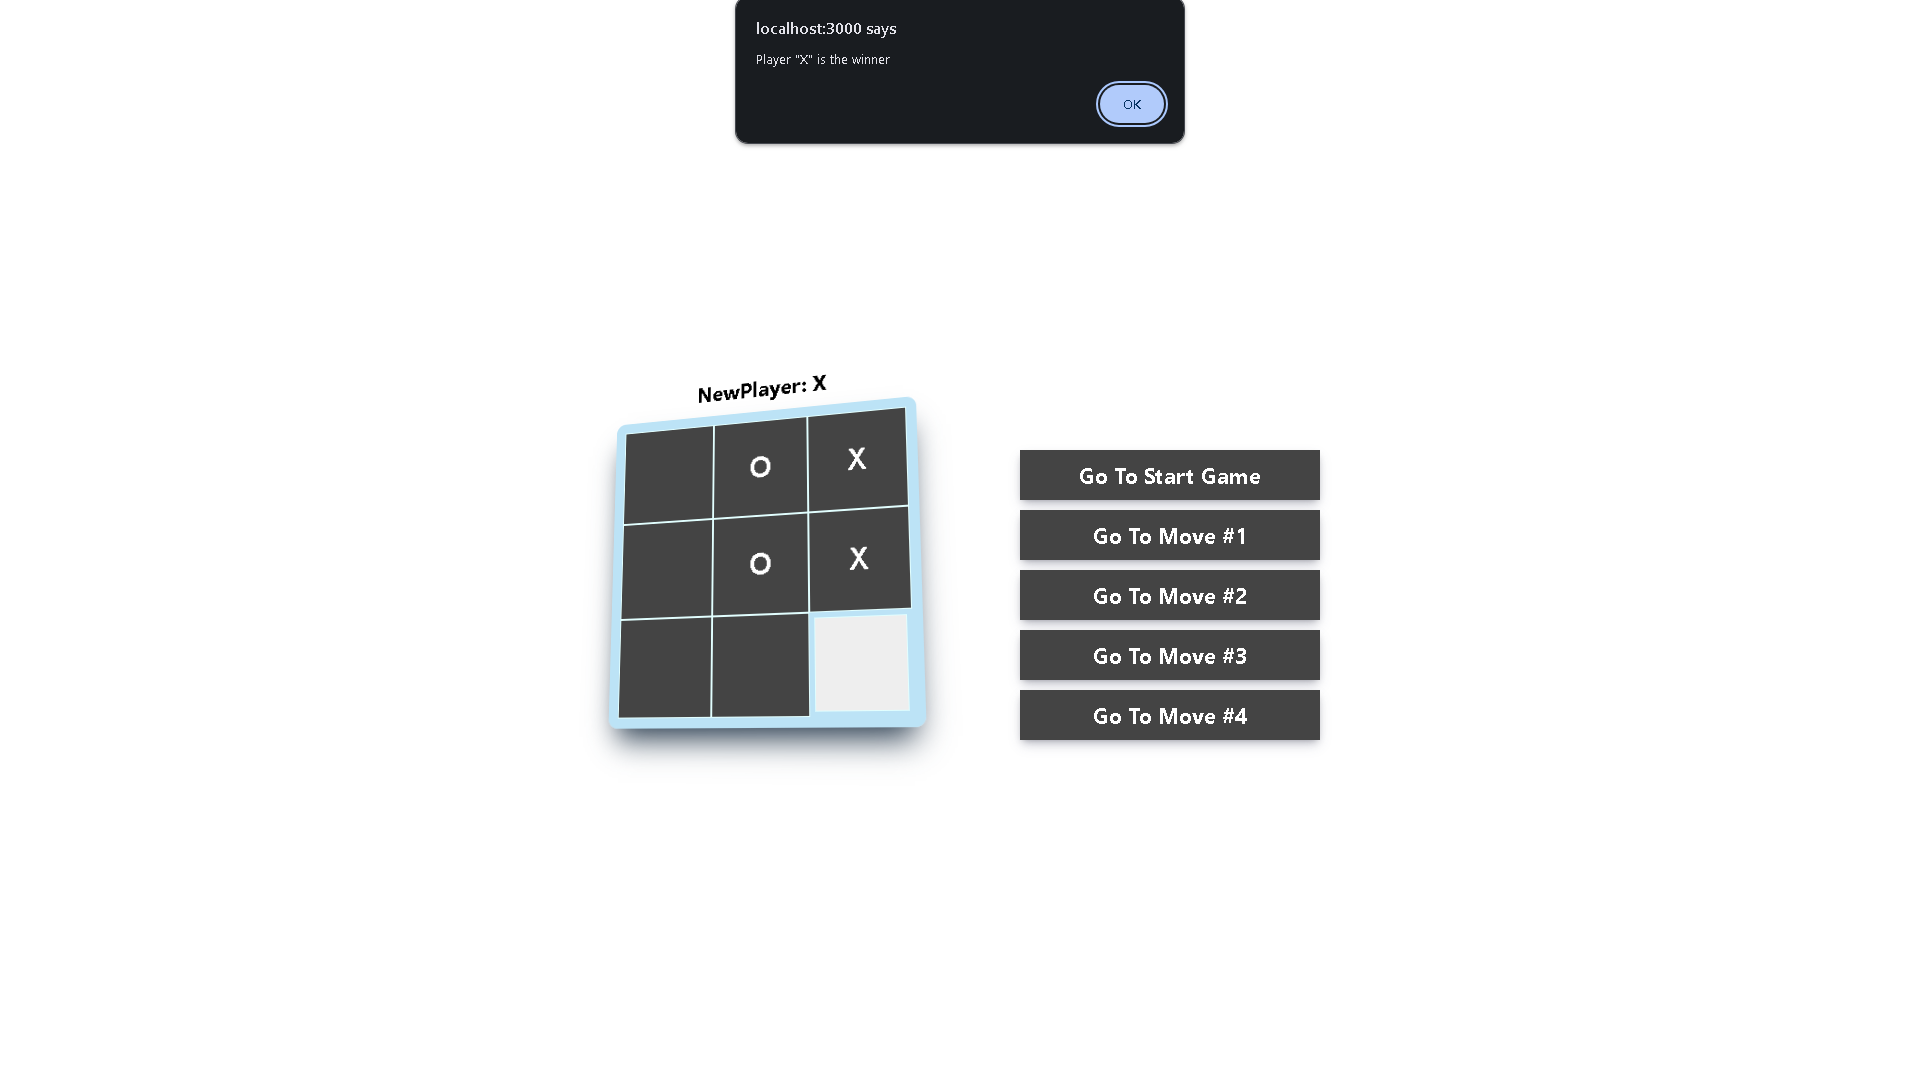 localhost:3000 says
Player "X" is the winner
OK
NewPlayer: X
O X
O X
Go To Start Game
Go To Move #1
Go To Move #2
Go To Move #3
Go To Move #4